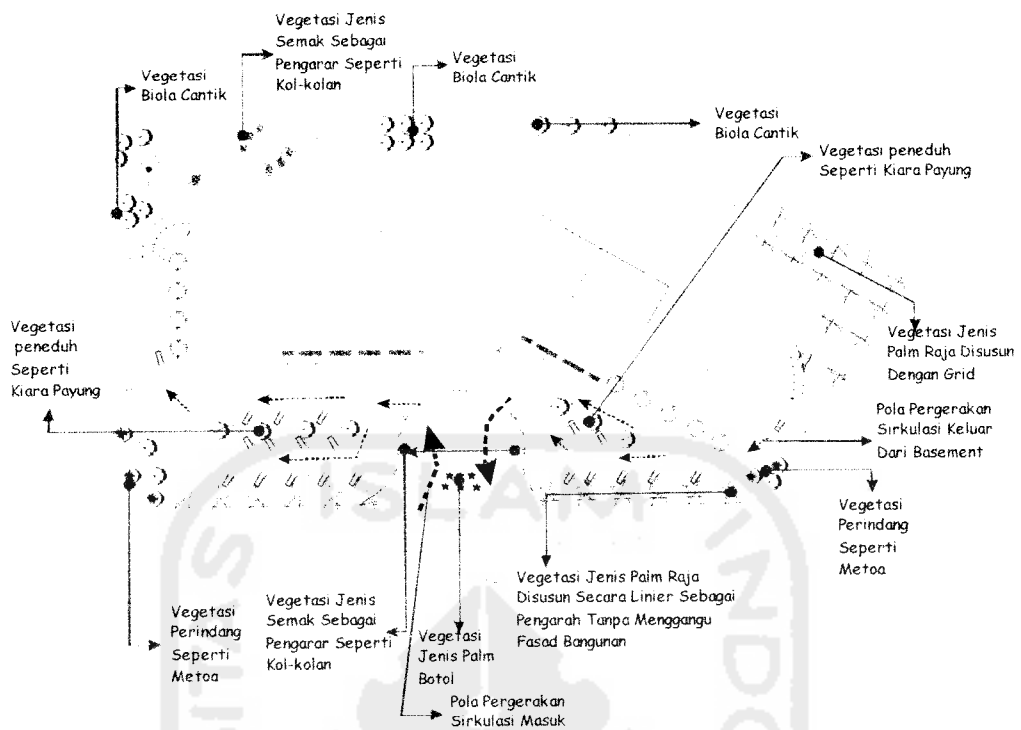 Vegetasi Jenis
Semak Sebagai
Pengarar Seperti
Kol-kolan
Vegetasi
Biola Cantik
Vegetasi
Biola Cantik
Vegetasi
Biola Cantik
Vegetasi peneduh
Seperti Kiara Payung
Vegetasi
peneduh
Seperti
Kiara Payung
Vegetasi Jenis
Palm Raja Disusun
Dengan Grid
Pola Pergerakan
Sirkulasi Keluar
Dari Basement
Vegetasi
Perindang
Seperti
Metoa
Vegetasi Jenis Palm Raja
Disusun Secara Linier Sebagai
Pengarah Tanpa Menggangu
Fasad Bangunan
Vegetasi
Perindang
Seperti
Metoa
Vegetasi Jenis
Semak Sebagai
Pengarar Seperti
Kol-kolan
Vegetasi
Jenis Palm
Botol
Pola Pergerakan
Sirkulasi Masuk
ISLAM
INDO
ITAS